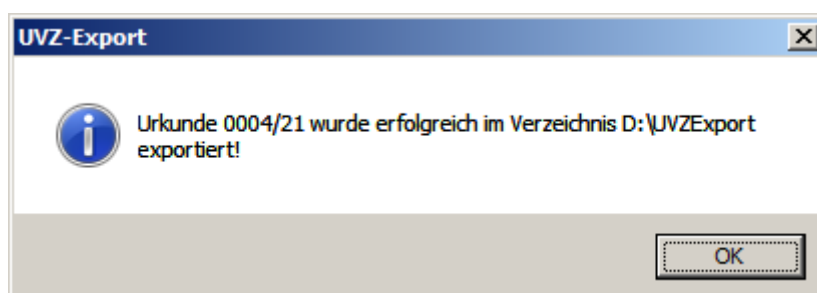 UVZ-Export
Urkunde 0004/21 wurde erfolgreich im Verzeichnis D:\UVZExport
exportiert!
OK